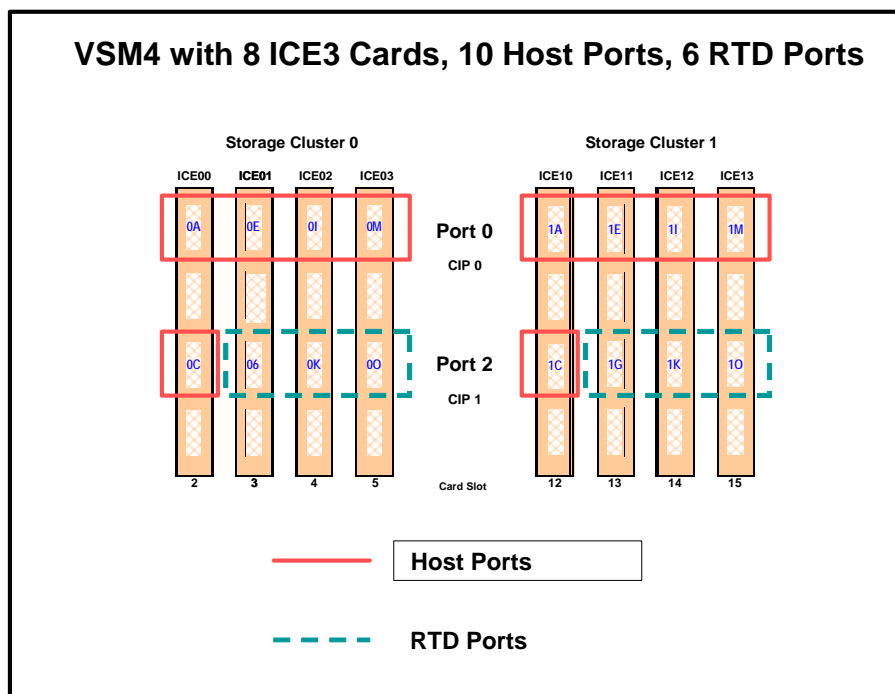 VSM4 with 8 ICE3 Cards, 10 Host Ports, 6 RTD Ports
Storage Cluster 0 Storage Cluster 1
ICE00 ICE01 ICE02 ICE03 ICE10 ICE11 ICE12 ICE13
0A 0E 0I 0M Port 0 1A 1E 1I 1M
CIP 0
0C 06 0K 0O Port 2 1C 1G 1K 1O
CIP 1
2 3 4 5 Card Slot 12 13 14 15
Host Ports
RTD Ports